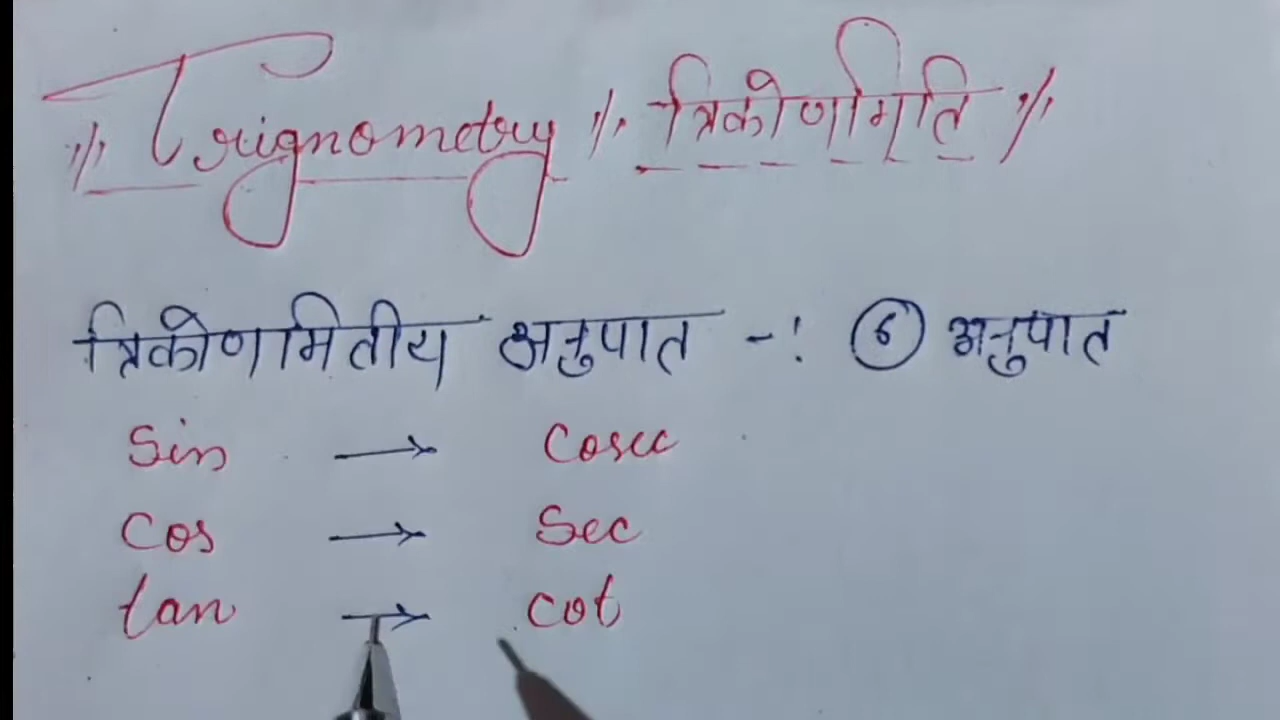 // Trignometry // त्रिकोणमिति //
त्रिकोणमितीय अनुपात -: 6 अनुपात
Sin → Cosec
Cos → Sec
tan → Cot